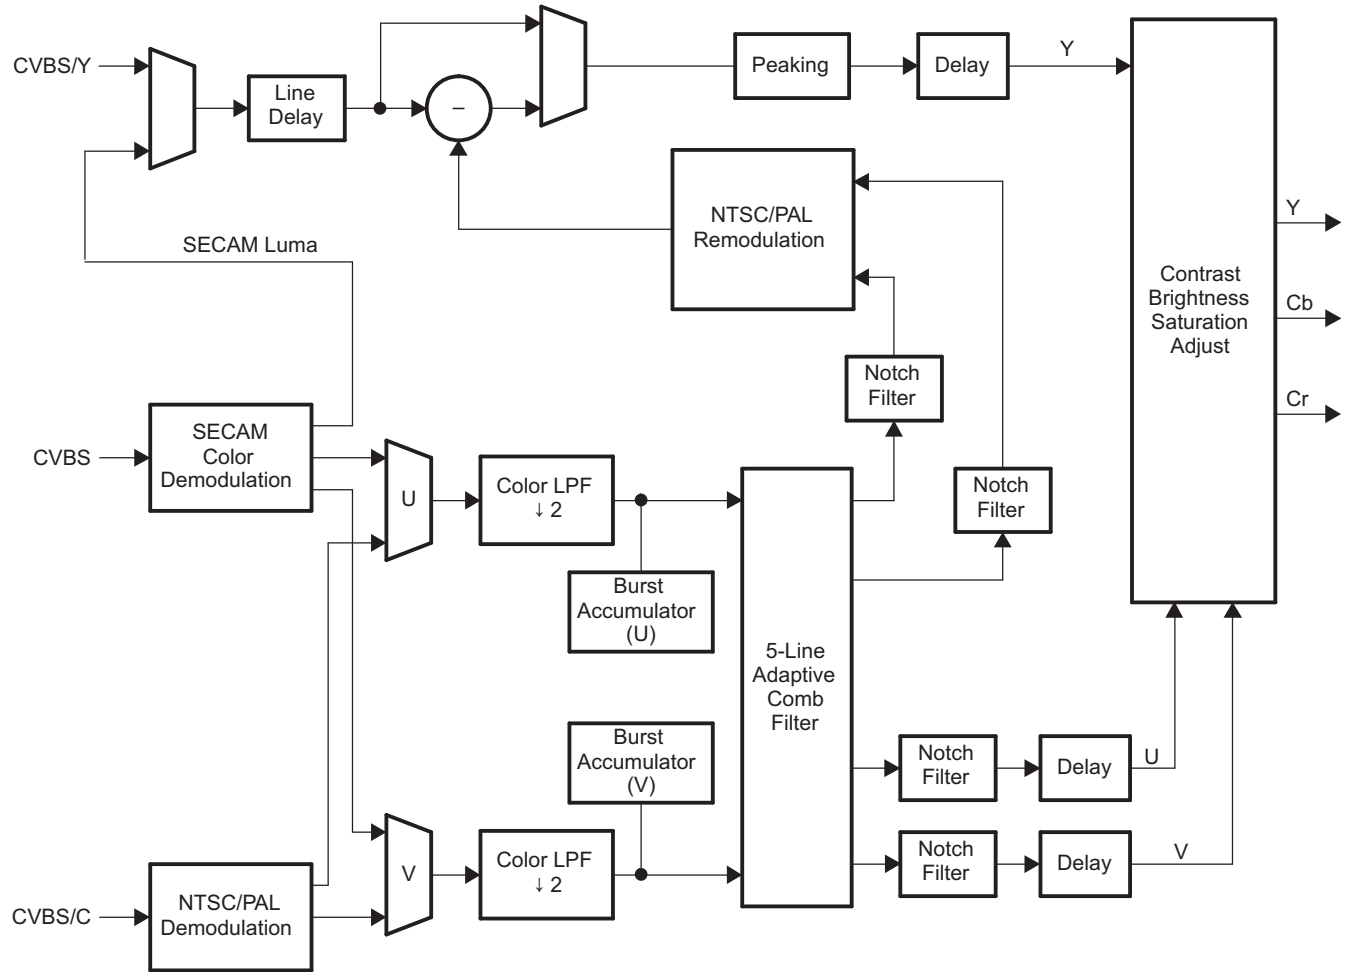 CVBS/Y
Line
Delay
–
Peaking
Delay
Y
NTSC/PAL
Remodulation
SECAM Luma
Contrast
Brightness
Saturation
Adjust
Y
Cb
Cr
Notch
Filter
Notch
Filter
CVBS
SECAM
Color
Demodulation
U
Color LPF
↓ 2
Burst
Accumulator
(U)
5-Line
Adaptive
Comb
Filter
Burst
Accumulator
(V)
Notch
Filter
Delay
U
CVBS/C
NTSC/PAL
Demodulation
V
Color LPF
↓ 2
Notch
Filter
Delay
V